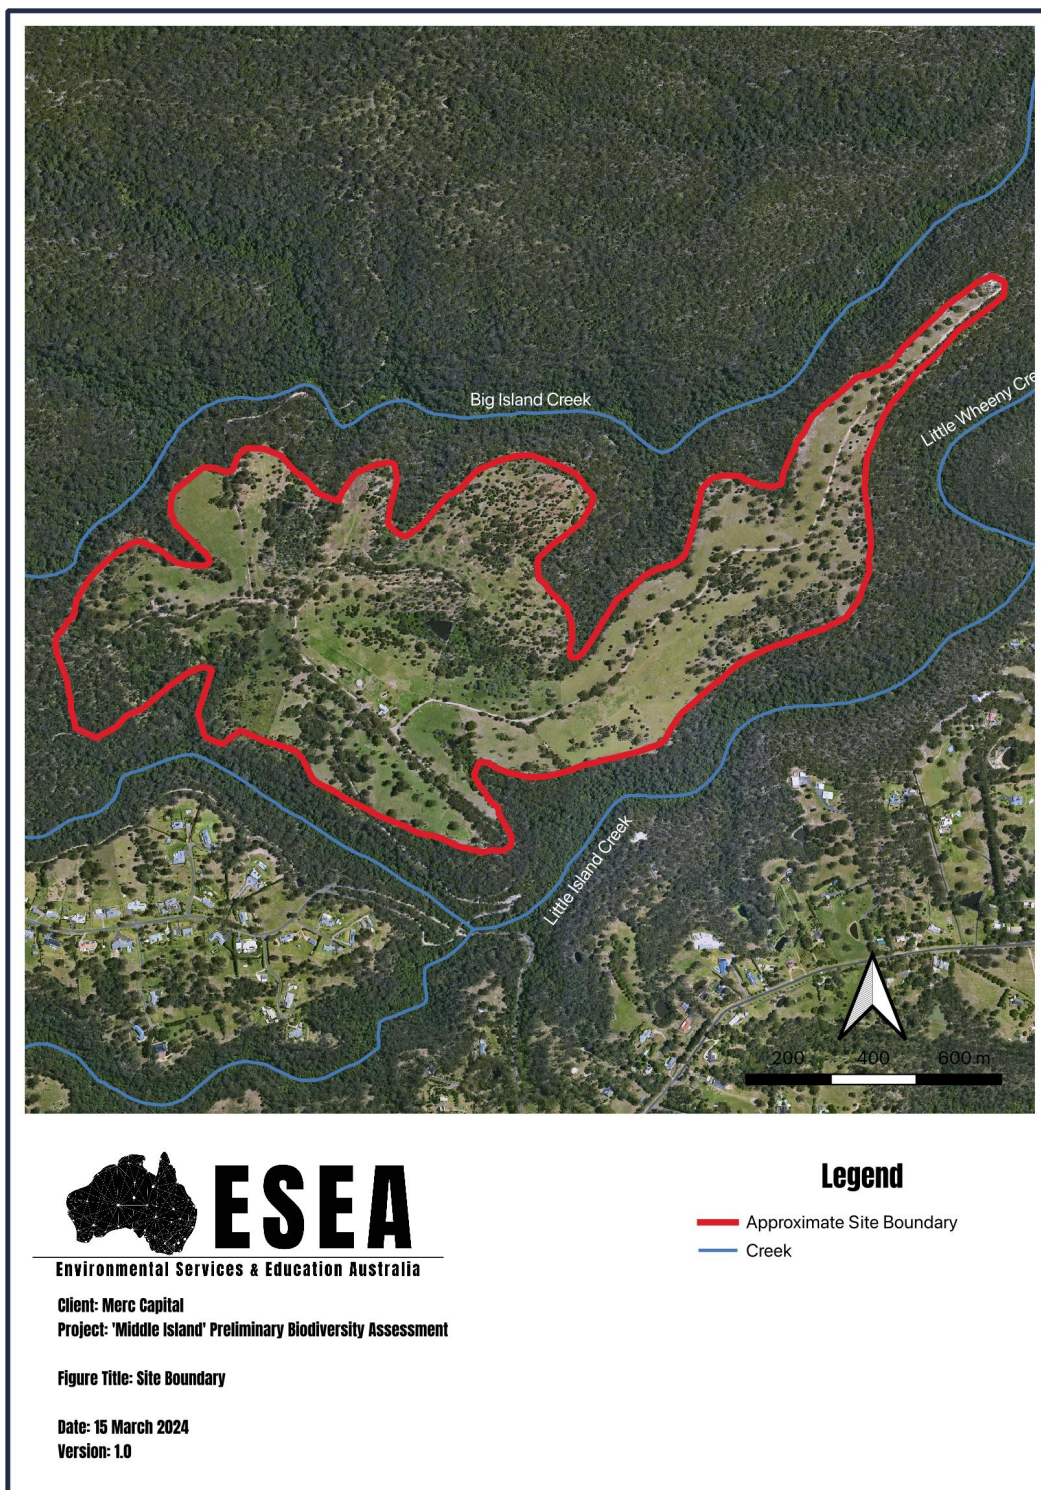 Big Island Creek
Little Wheeny Cre
Little Island Creek
200 400 600 m
ESEA
Environmental Services & Education Australia
Legend
Approximate Site Boundary
Creek
Client: Merc Capital
Project: 'Middle Island' Preliminary Biodiversity Assessment
Figure Title: Site Boundary
Date: 15 March 2024
Version: 1.0